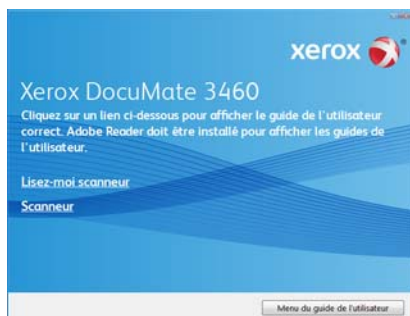 xerox
Xerox DocuMate 3460
Cliquez sur un lien ci-dessous pour afficher le guide de l'utilisateur
correct. Adobe Reader doit être installé pour afficher les guides de
l'utilisateur.
Lisez-moi scanneur
Scanneur
Menu du guide de l'utilisateur